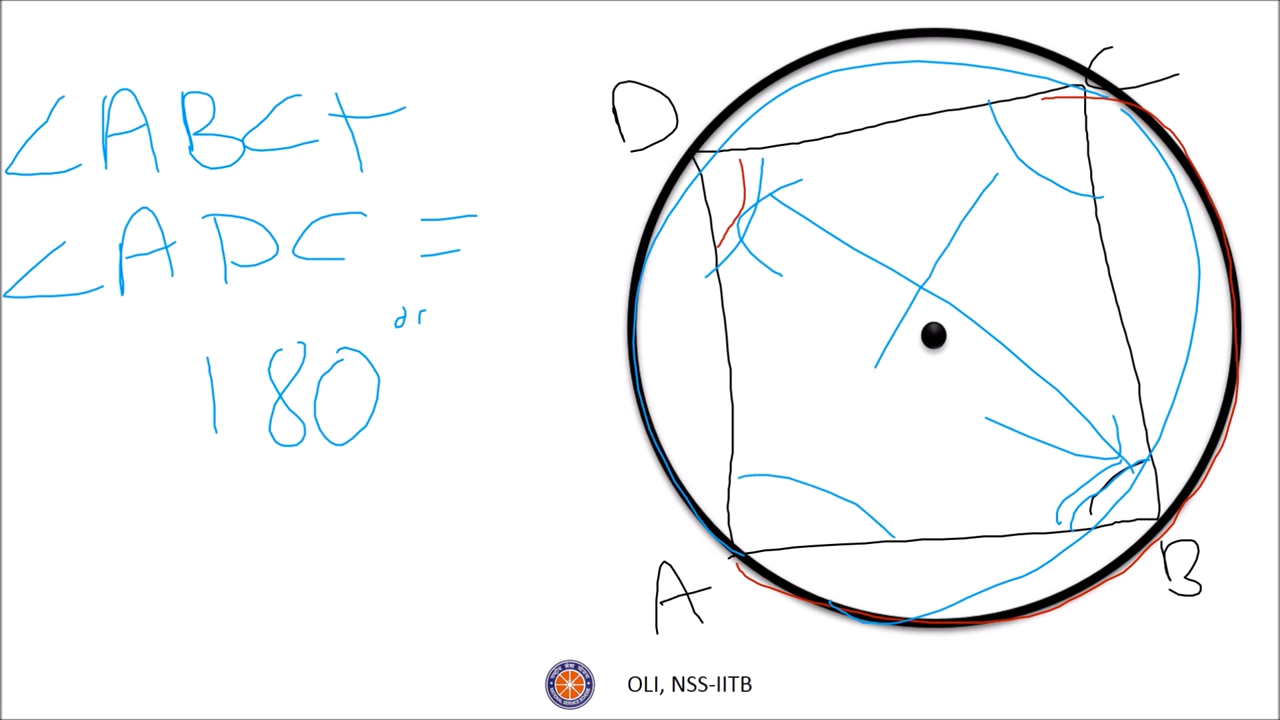 ∠ABC+
∠ADC =
180
D
C
A
B
OLI, NSS-IITB